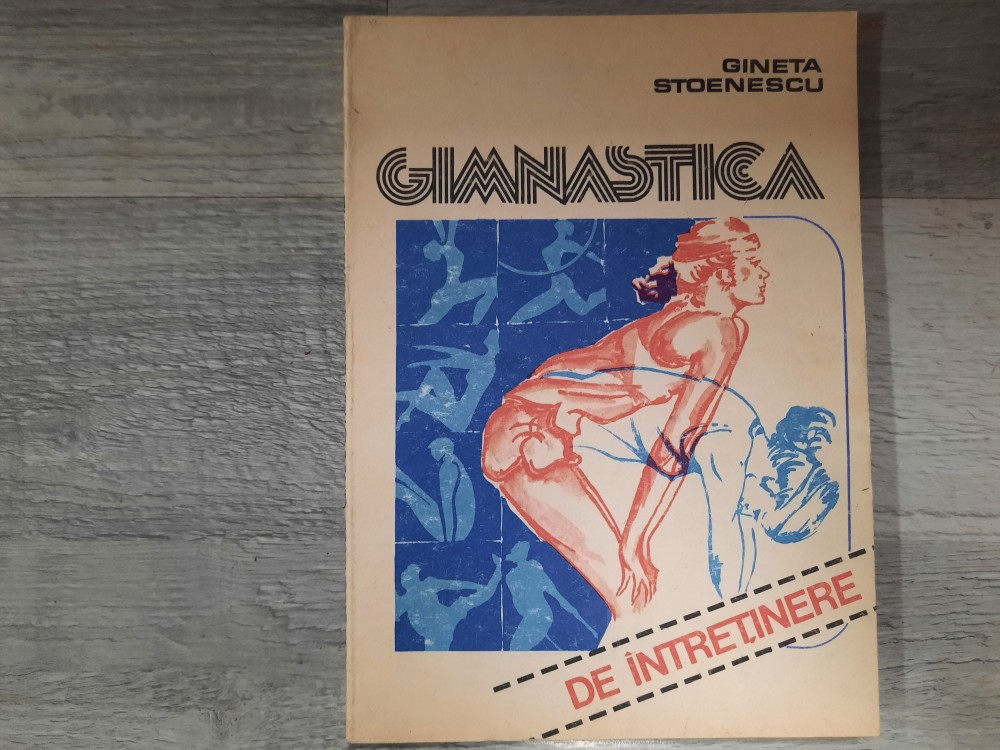 GINETA
STOENESCU
GIMNASTICA
DE ÎNTREȚINERE